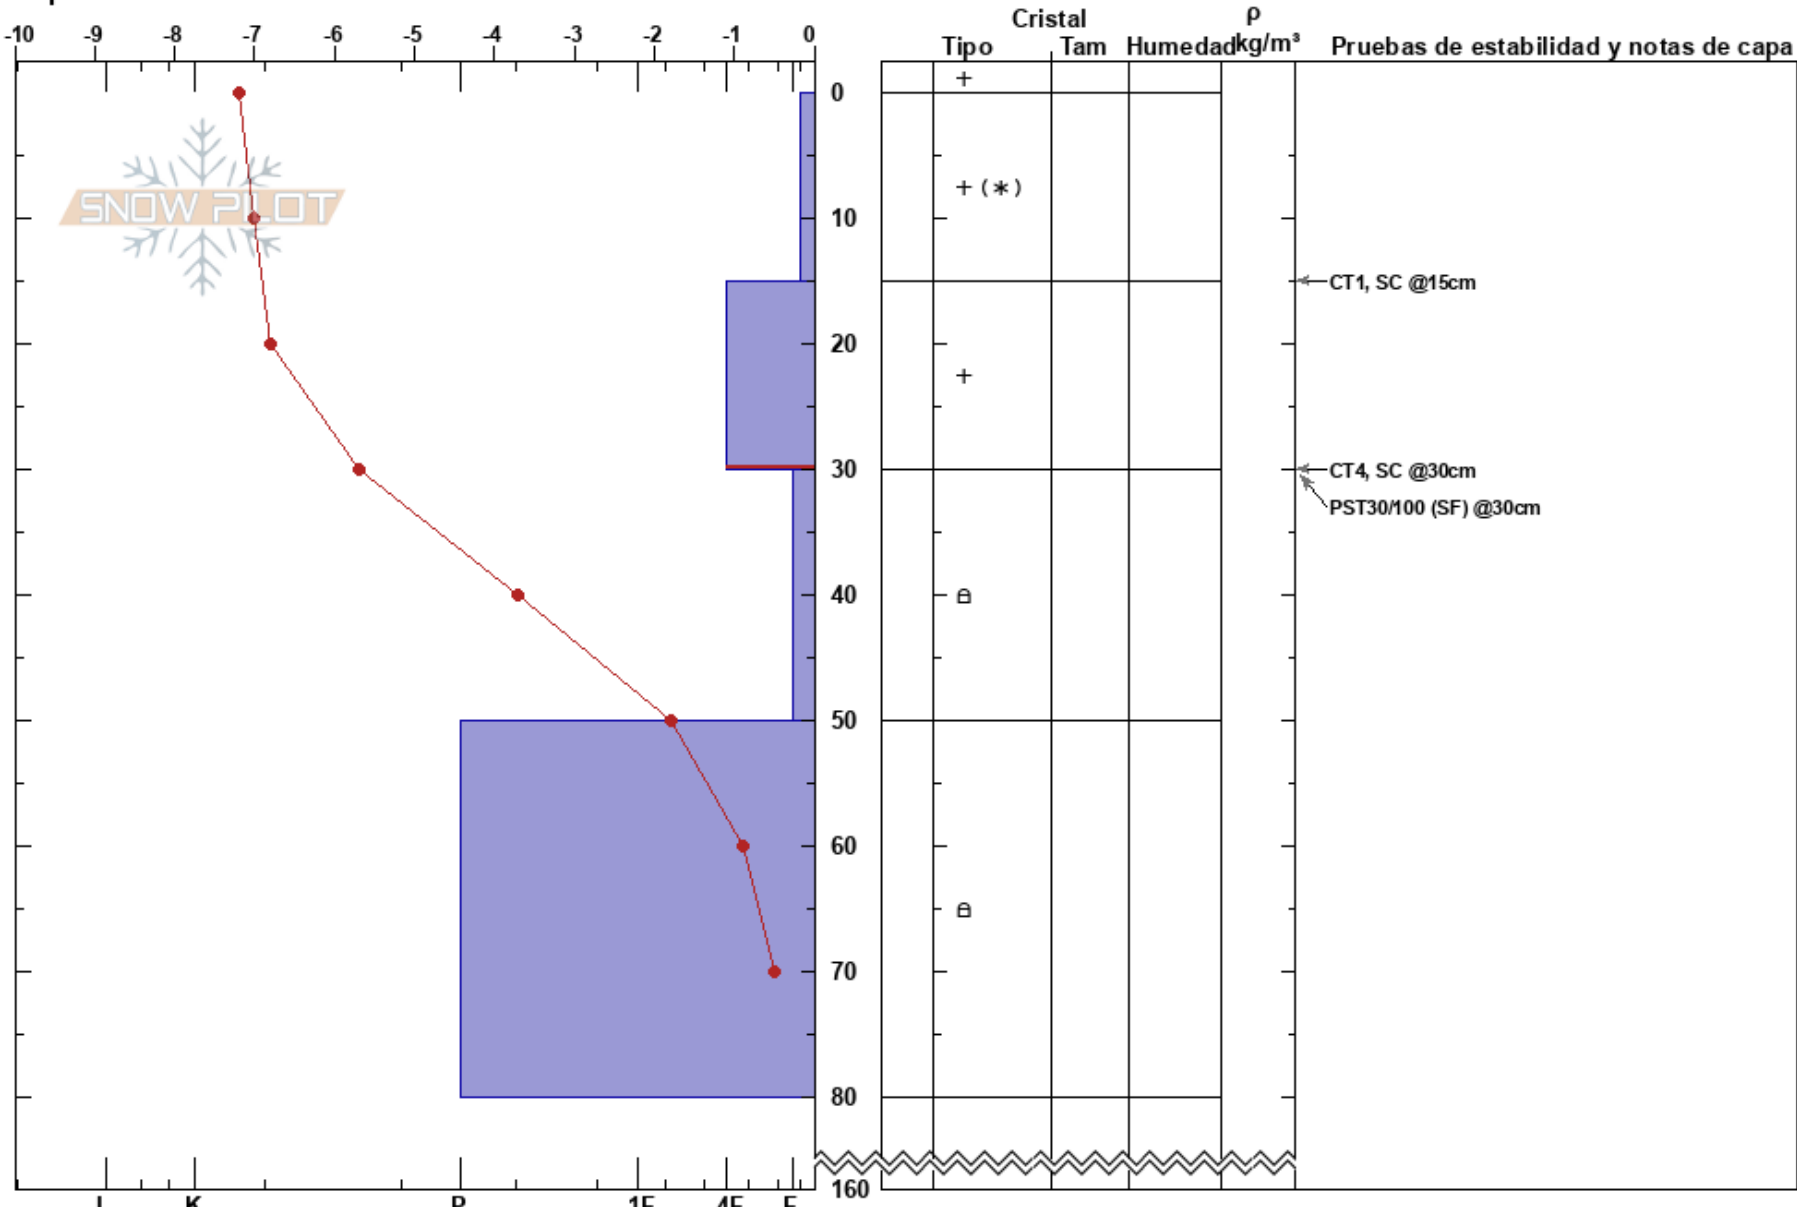 Cristal ρ
-10 -9 -8 -7 -6 -5 -4 -3 -2 -1 0
Tipo Tam Humedad kg/m³ Pruebas de estabilidad y notas de capa
+
0
SNOW PILOT
+ (*)
10
CT1, SC @15cm
20
+
30
CT4, SC @30cm
PST30/100 (SF) @30cm
40
50
60
70
80
160
I K P 1F 4F F